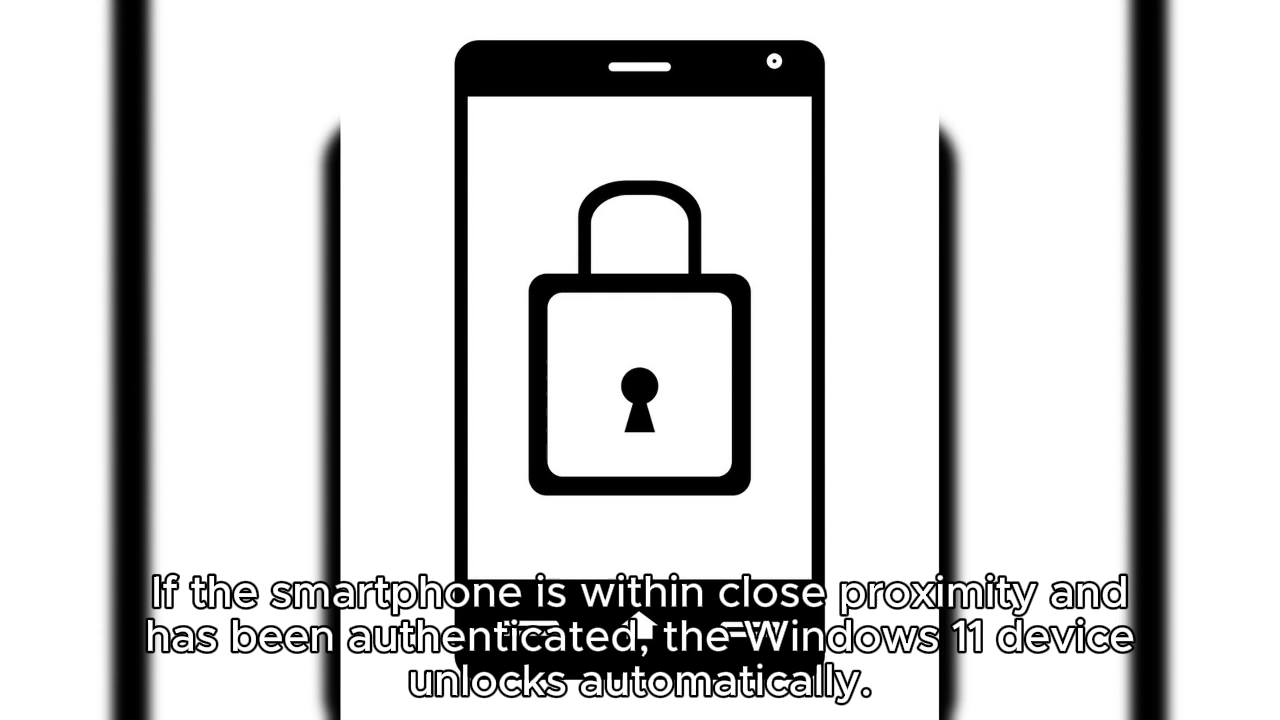 If the smartphone is within close proximity and
has been authenticated, the Windows 11 device
unlocks automatically.